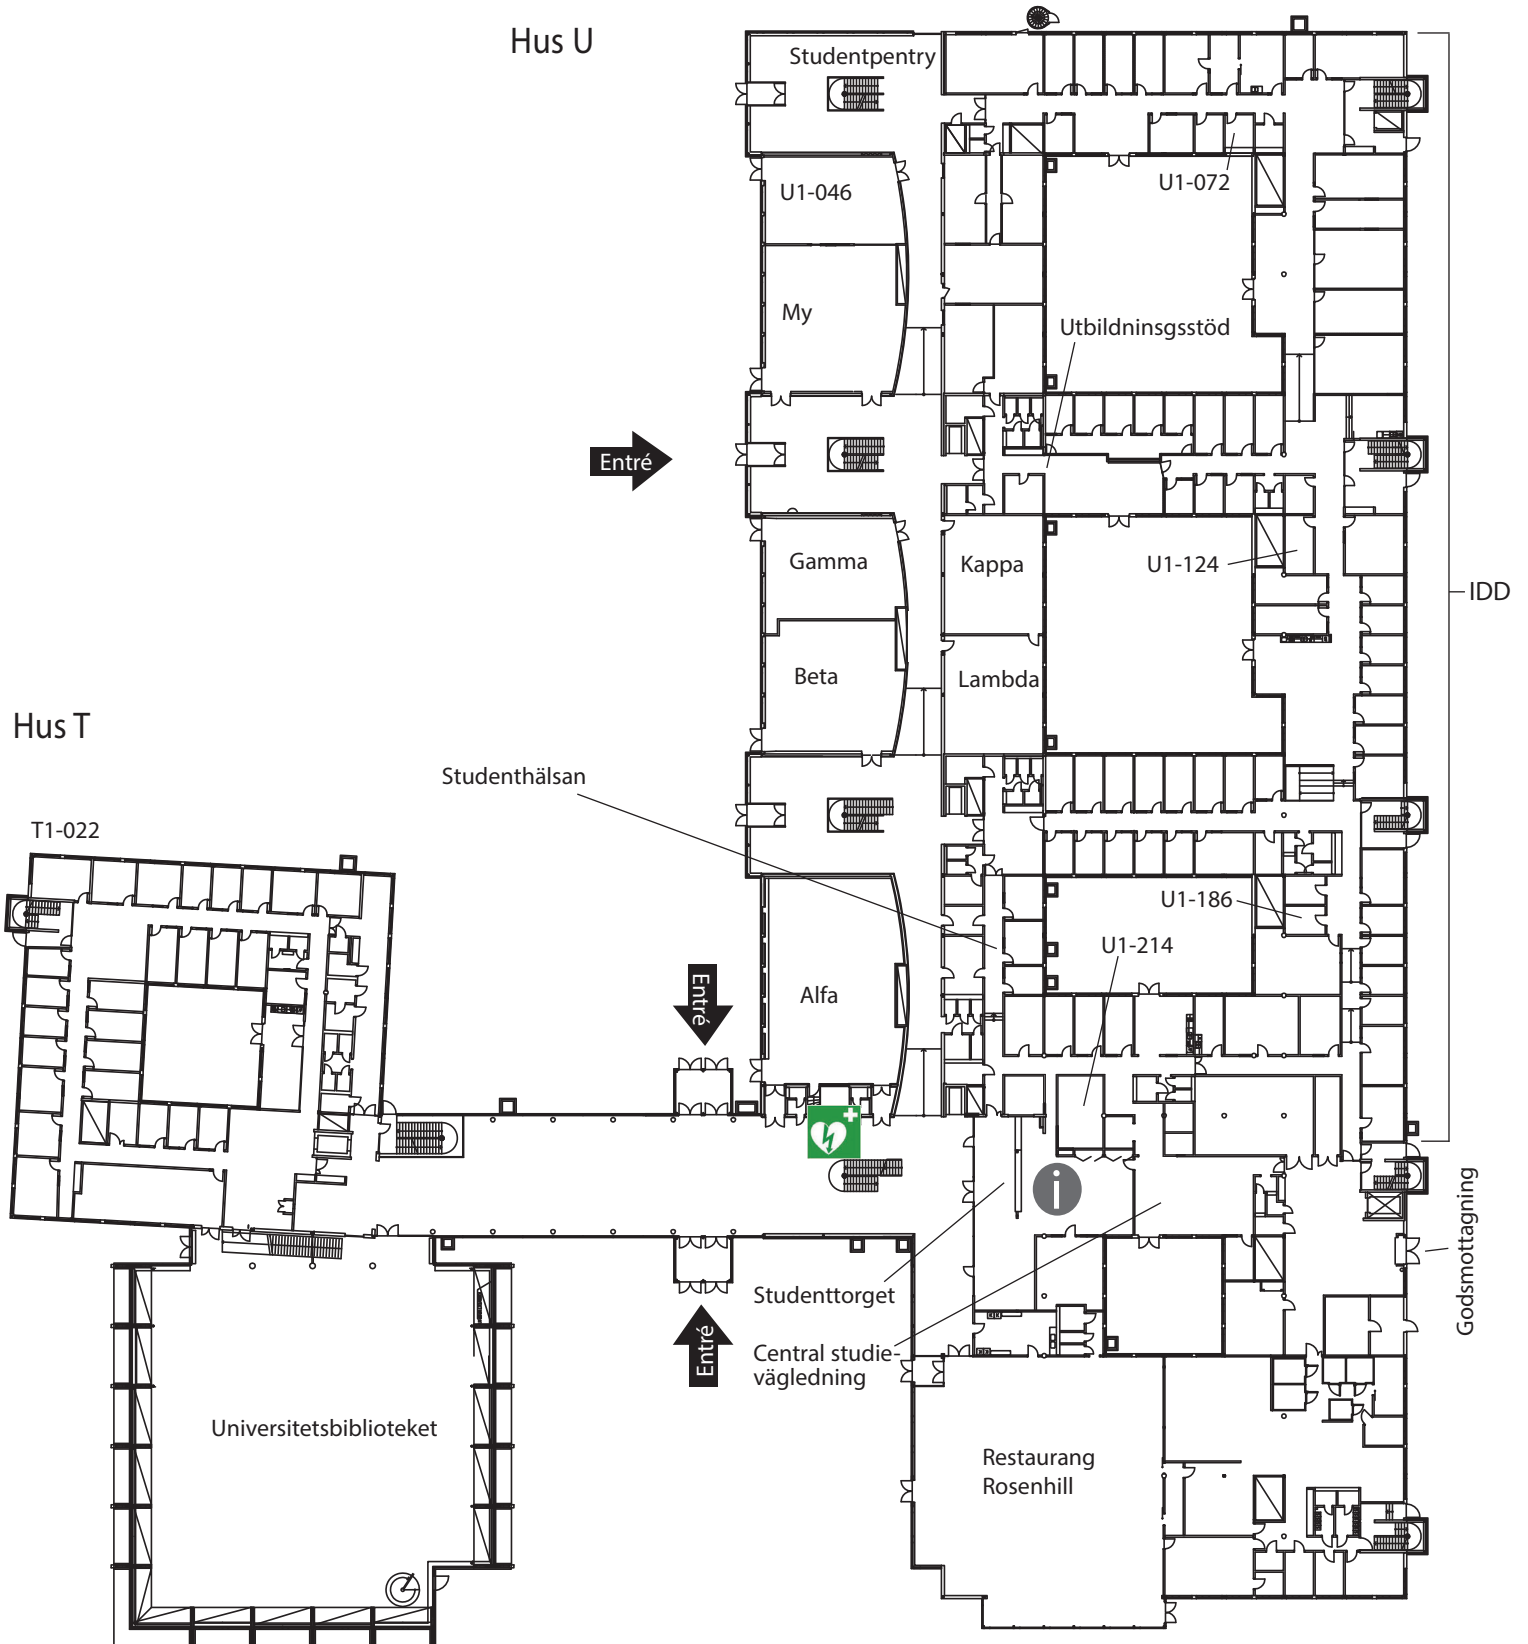 Hus U
Studentpentry
U1-046
U1-072
My
Utbildninsgsstöd
Entré
Gamma
Kappa
U1-124
IDD
Beta
Lambda
Hus T
Studenthälsan
T1-022
U1-186
U1-214
Entré
Alfa
i
Godsmottagning
Studenttorget
Entré
Central studie-
vägledning
Universitetsbiblioteket
Restaurang
Rosenhill